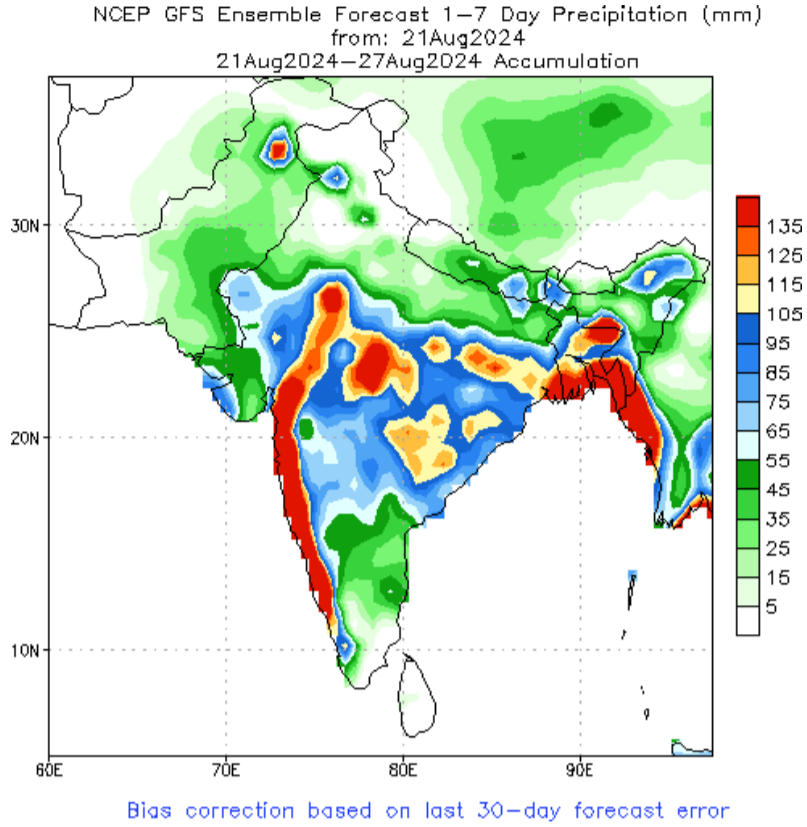 NCEP GFS Ensemble Forecast 1–7 Day Precipitation (mm)
from: 21Aug2024
21Aug2024–27Aug2024 Accumulation
30N
20N
10N
60E
70E
80E
90E
135
125
115
105
95
85
75
65
55
45
35
25
15
5
Bias correction based on last 30–day forecast error